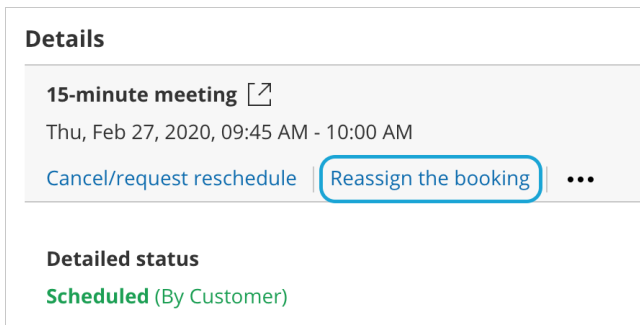 Details
15-minute meeting
Thu, Feb 27, 2020, 09:45 AM - 10:00 AM
Cancel/request reschedule Reassign the booking •••
Detailed status
Scheduled (By Customer)